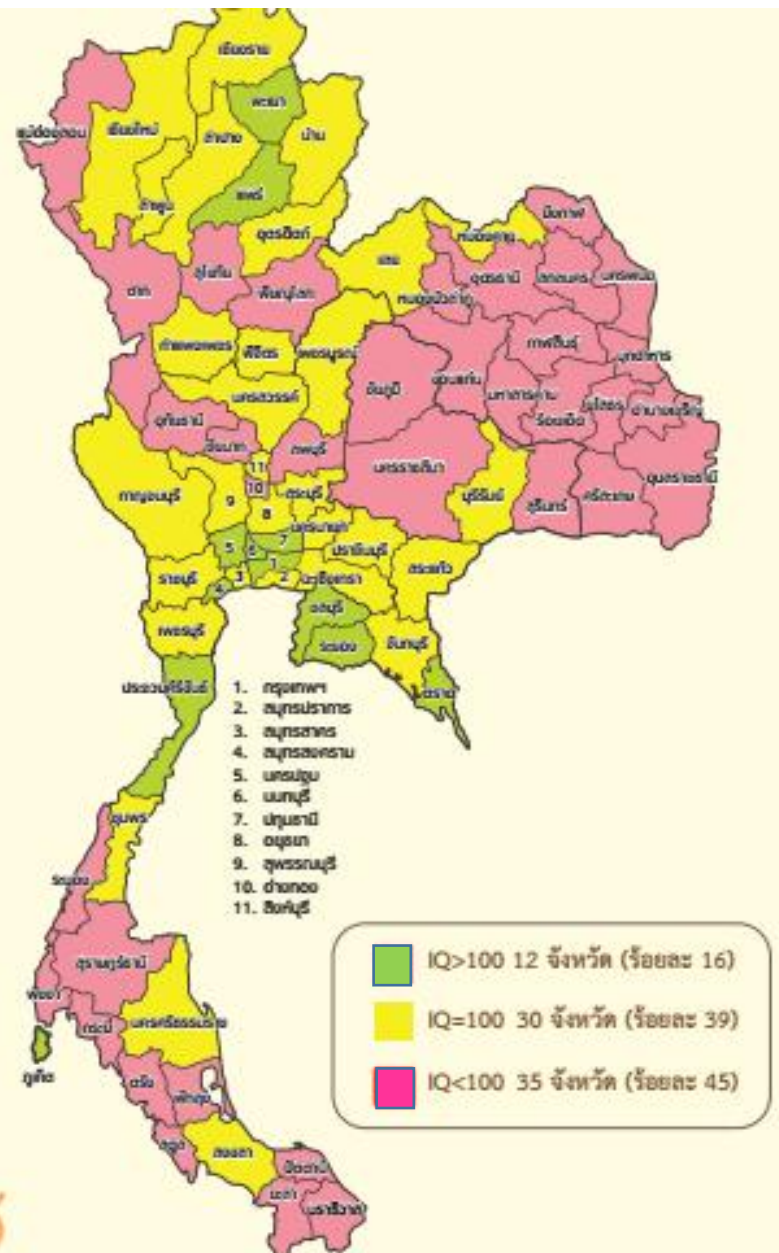 เชียงราย
พะเยา
แม่ฮ่องสอน
เชียงใหม่
ลำปาง
น่าน
แพร่
ลำพูน
อุตรดิตถ์
บึงกาฬ
หนองคาย
เลย
อุดรธานี
สกลนคร
นครพนม
ตาก
สุโขทัย
พิษณุโลก
หนองบัวลำภู
กำแพงเพชร
พิจิตร
เพชรบูรณ์
กาฬสินธุ์
มุกดาหาร
ชัยภูมิ
ขอนแก่น
มหาสารคาม
ร้อยเอ็ด
ยโสธร
อำนาจเจริญ
นครสวรรค์
อุทัยธานี
ชัยนาท
ลพบุรี
นครราชสีมา
บุรีรัมย์
สุรินทร์
ศรีสะเกษ
อุบลราชธานี
11
10
กาญจนบุรี
9
8
สระบุรี
นครนายก
7
ปราจีนบุรี
5
6
1
สระแก้ว
ราชบุรี
3
2
ฉะเชิงเทรา
4
ชลบุรี
เพชรบุรี
ระยอง
จันทบุรี
ตราด
ประจวบคีรีขันธ์
1. กรุงเทพฯ
2. สมุทรปราการ
3. สมุทรสาคร
4. สมุทรสงคราม
5. นครปฐม
6. นนทบุรี
7. ปทุมธานี
8. อยุธยา
9. สุพรรณบุรี
10. อ่างทอง
11. สิงห์บุรี
ชุมพร
ระนอง
สุราษฎร์ธานี
พังงา
กระบี่
นครศรีธรรมราช
ภูเก็ต
ตรัง
พัทลุง
สตูล
สงขลา
ปัตตานี
ยะลา
นราธิวาส
IQ>100 12 จังหวัด (ร้อยละ 16)
IQ=100 30 จังหวัด (ร้อยละ 39)
IQ<100 35 จังหวัด (ร้อยละ 45)